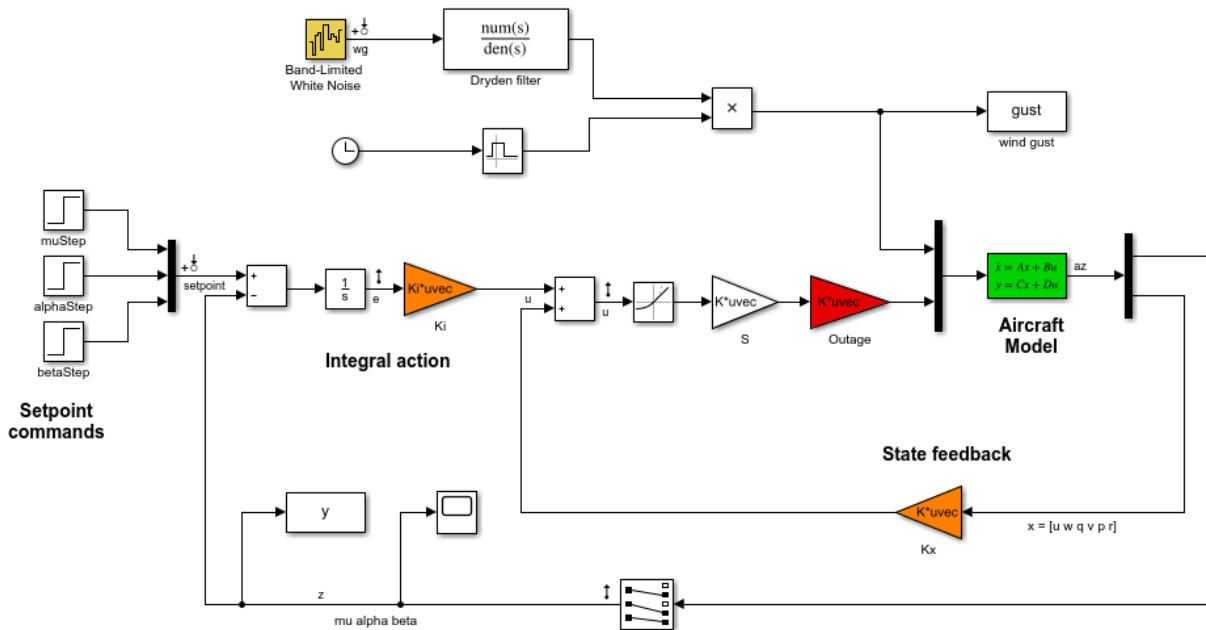 num(s)
den(s)
wg
Band-Limited
White Noise
Dryden filter
×
gust
wind gust
muStep
alphaStep
betaStep
Setpoint
commands
+
setpoint
+
−
1
s
e
Ki*uvec
Ki
Integral action
u
+
+
u
K*uvec
S
K*uvec
Outage
ẋ = Ax + Bu
y = Cx + Du
az
Aircraft
Model
State feedback
K*uvec
Kx
x = [u w q v p r]
y
z
mu alpha beta